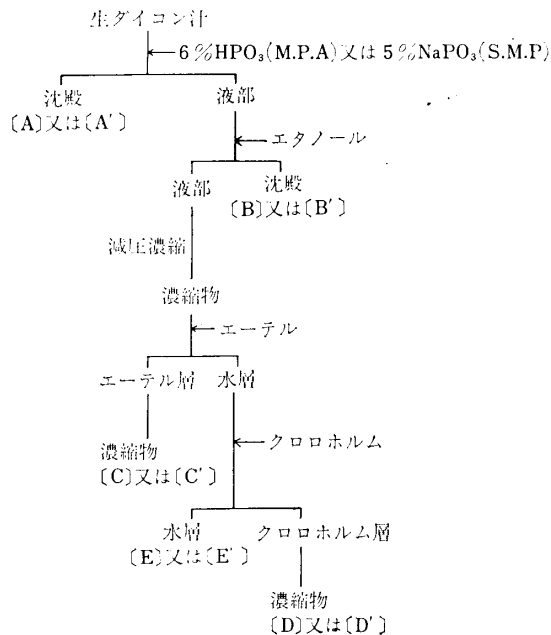 生ダイコン汁
6%HPO₃(M.P.A)又は5%NaPO₃(S.M.P)
沈殿
〔A〕又は〔A′〕
液部
エタノール
液部
沈殿
〔B〕又は〔B′〕
減圧濃縮
濃縮物
エーテル
エーテル層
水層
濃縮物
〔C〕又は〔C′〕
クロロホルム
水層
〔E〕又は〔E′〕
クロロホルム層
濃縮物
〔D〕又は〔D′〕